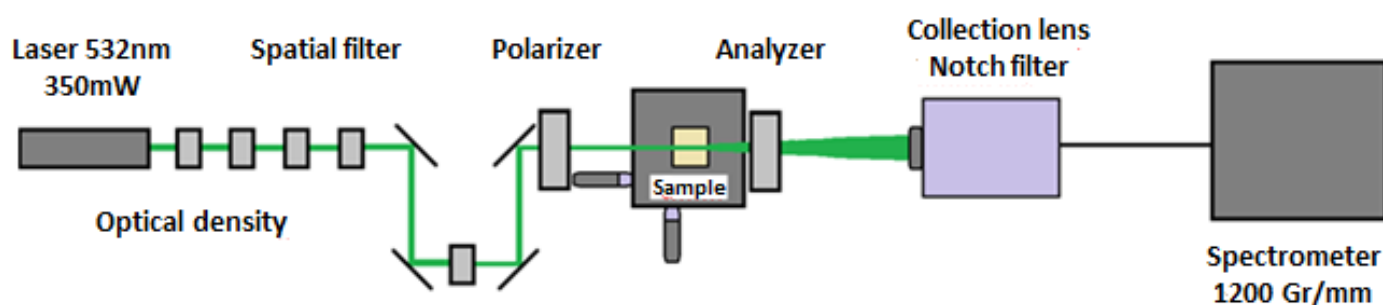 Laser 532nm
350mW
Spatial filter
Polarizer
Analyzer
Collection lens
Notch filter
Sample
Optical density
Spectrometer
1200 Gr/mm